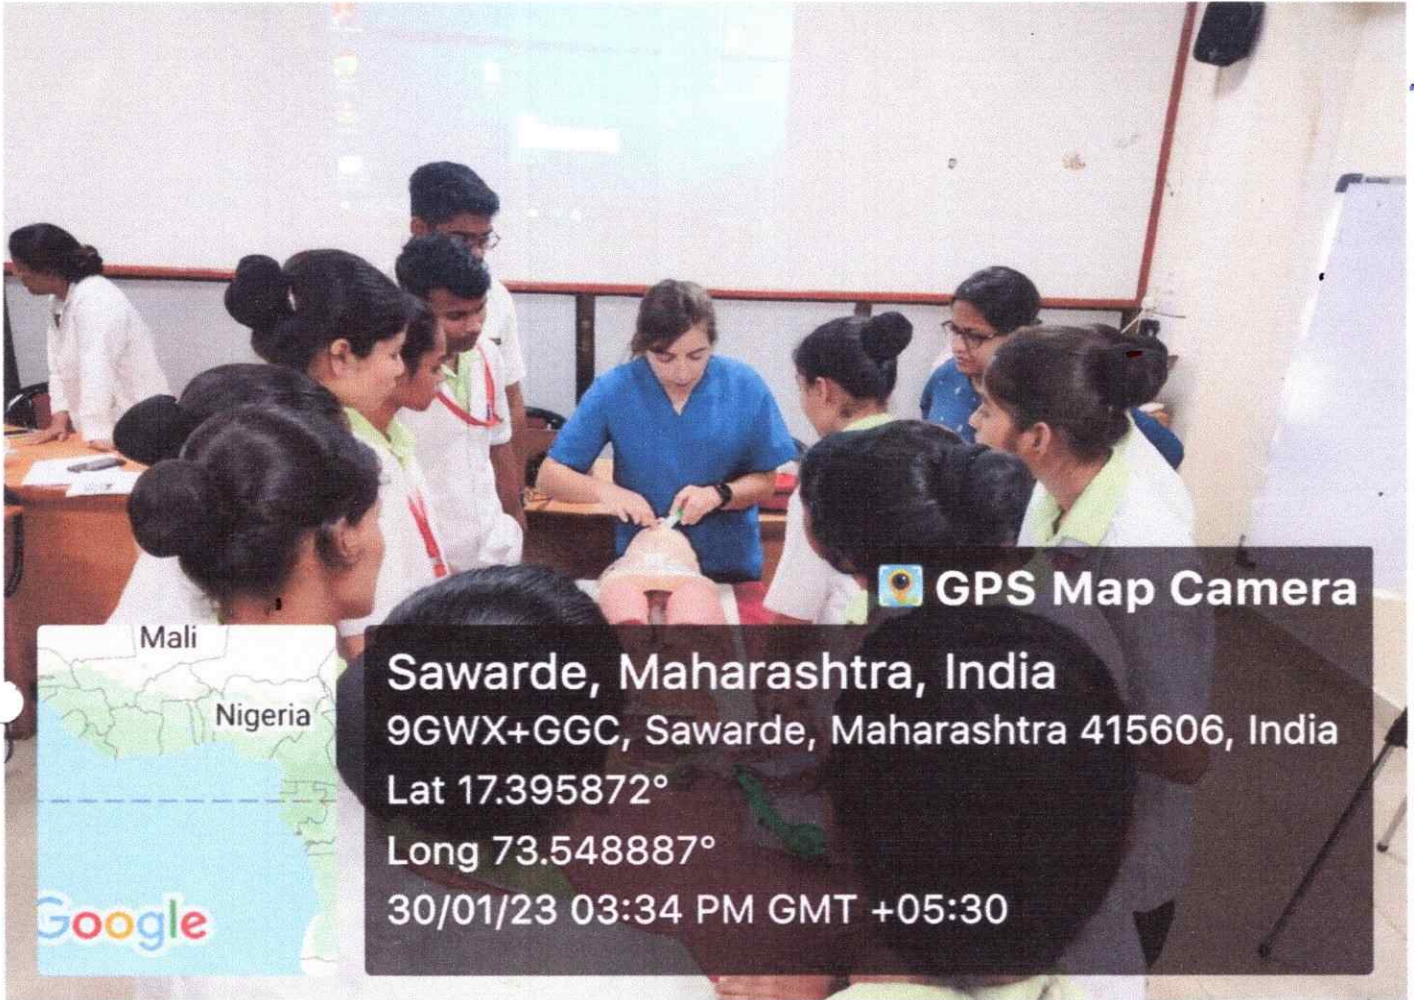 GPS Map Camera
Mali
Nigeria
Google
Sawarde, Maharashtra, India
9GWX+GGC, Sawarde, Maharashtra 415606, India
Lat 17.395872°
Long 73.548887°
30/01/23 03:34 PM GMT +05:30